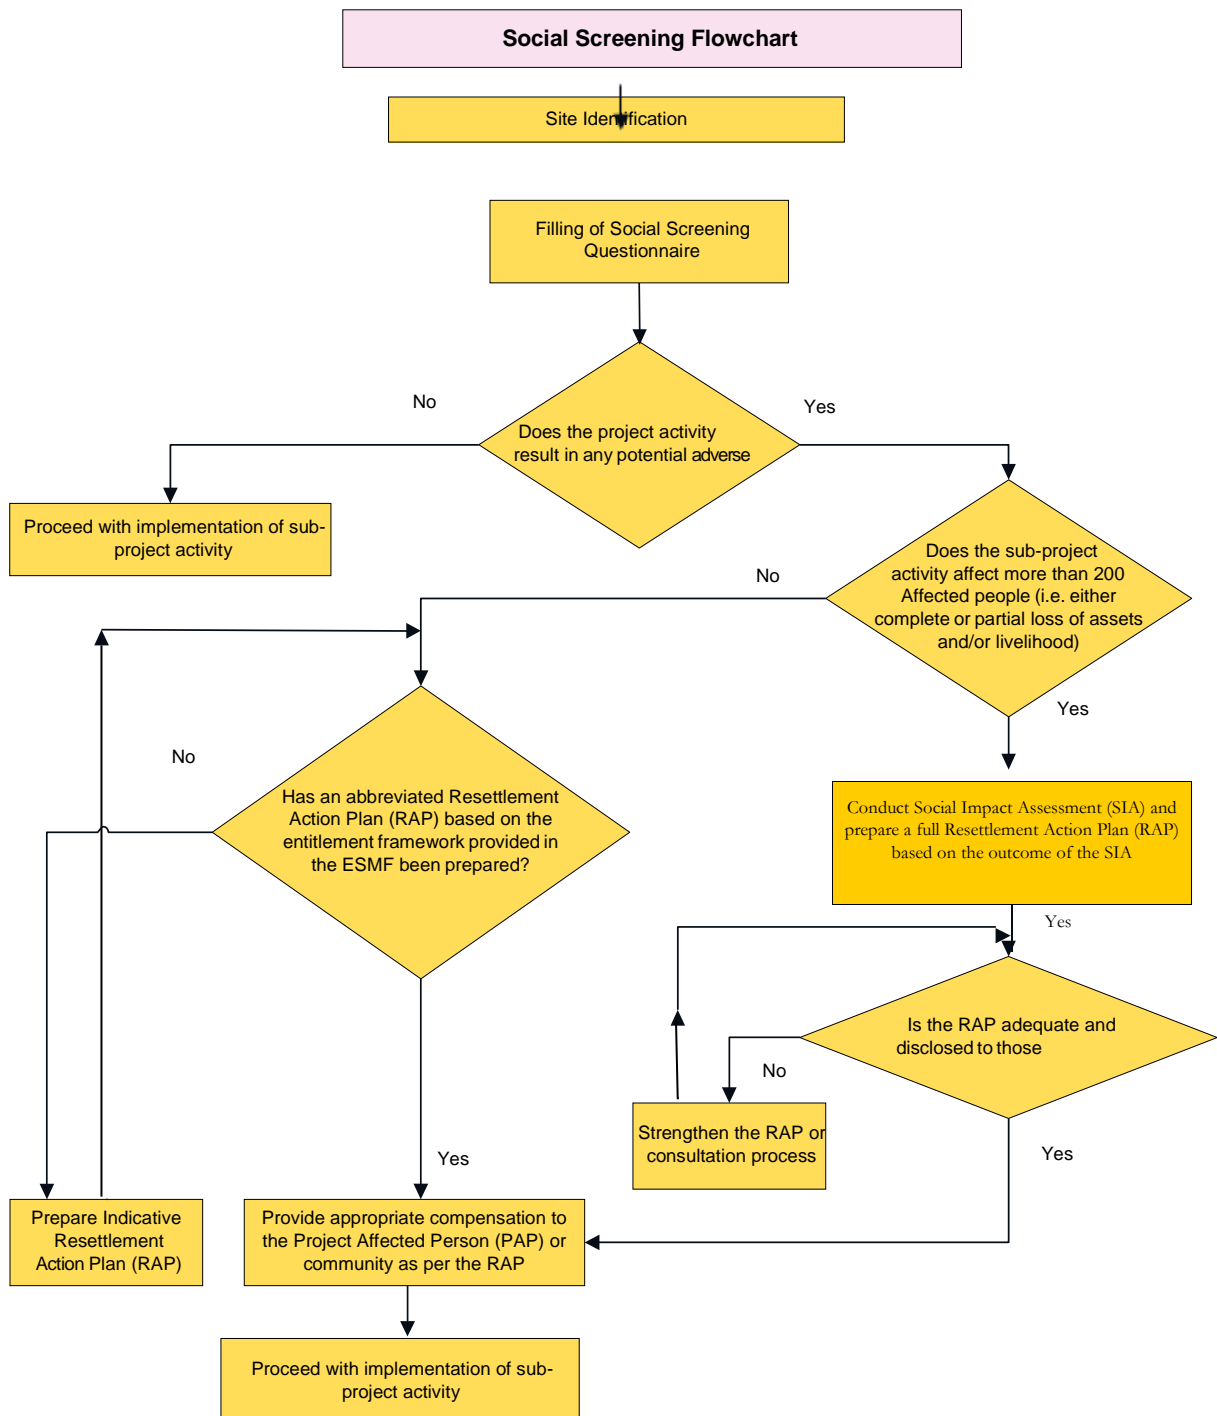 Social Screening Flowchart
Site Identification
Filling of Social Screening
Questionnaire
No
Yes
Does the project activity
result in any potential adverse
Proceed with implementation of sub-
project activity
Does the sub-project
activity affect more than 200
Affected people (i.e. either
complete or partial loss of assets
and/or livelihood)
No
Yes
No
Has an abbreviated Resettlement
Action Plan (RAP) based on the
entitlement framework provided in
the ESMF been prepared?
Conduct Social Impact Assessment (SIA) and
prepare a full Resettlement Action Plan (RAP)
based on the outcome of the SIA
Yes
Is the RAP adequate and
disclosed to those
No
Strengthen the RAP or
consultation process
Yes
Yes
Prepare Indicative
Resettlement
Action Plan (RAP)
Provide appropriate compensation to
the Project Affected Person (PAP) or
community as per the RAP
Proceed with implementation of sub-
project activity